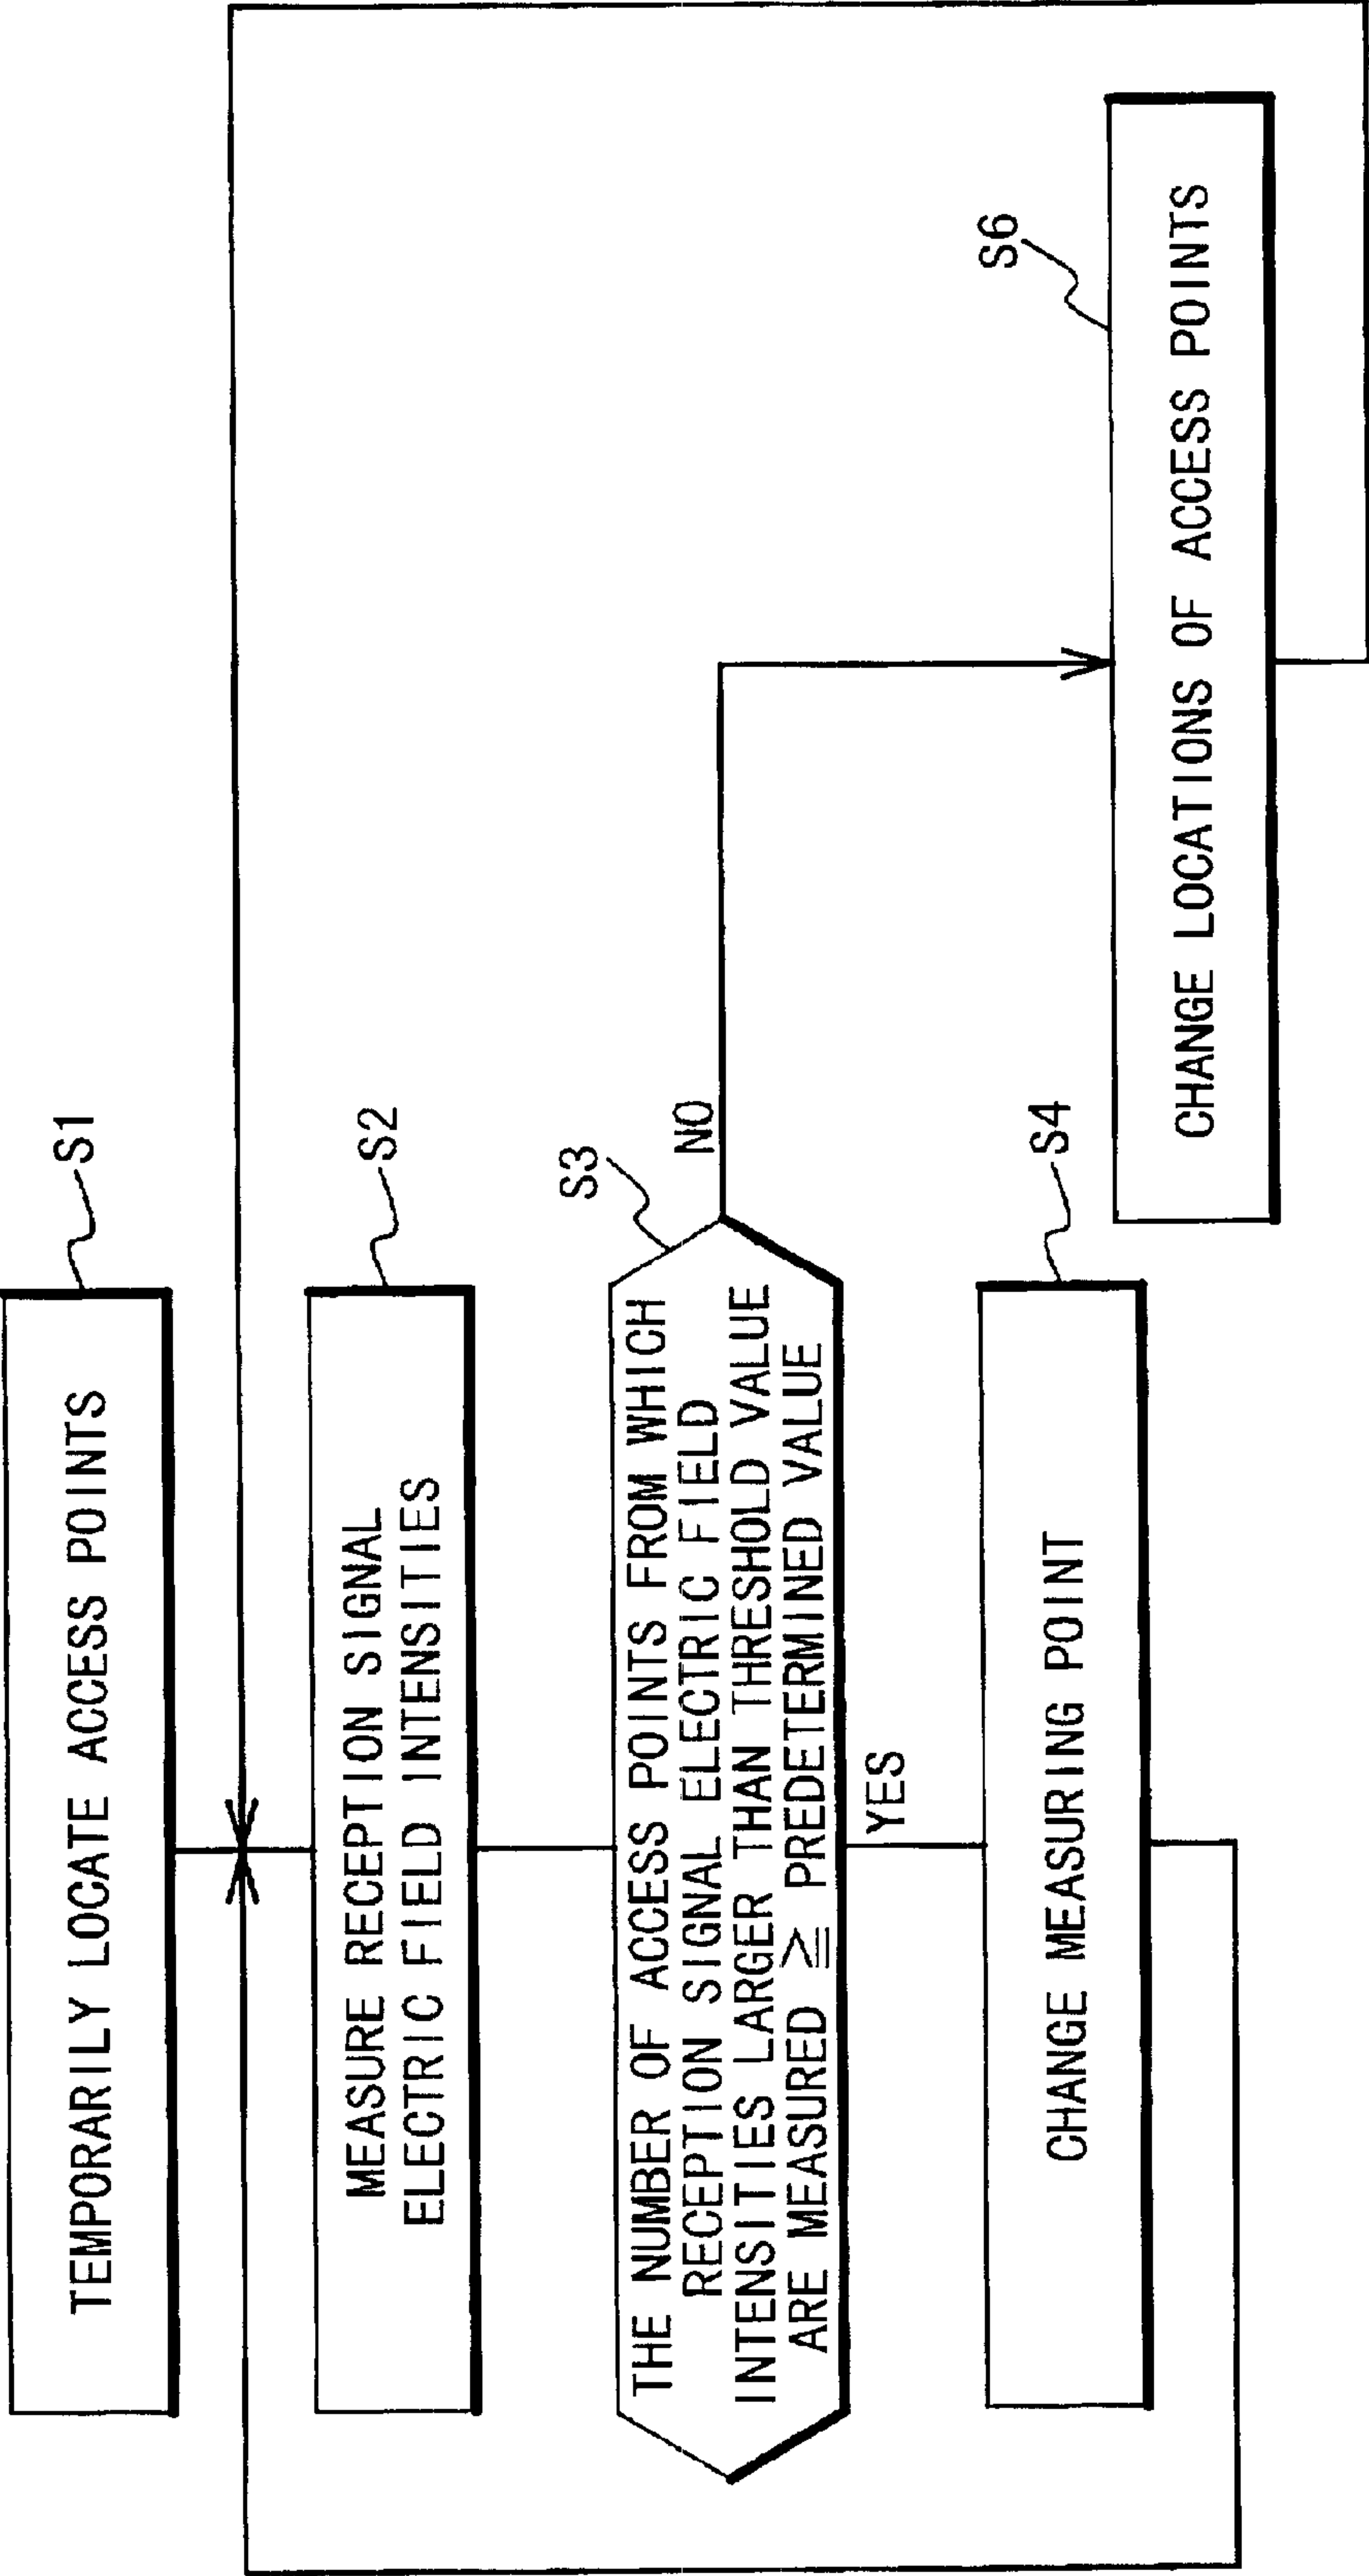 S1
TEMPORARILY LOCATE ACCESS POINTS
S2
MEASURE RECEPTION SIGNAL
ELECTRIC FIELD INTENSITIES
S3
THE NUMBER OF ACCESS POINTS FROM WHICH
RECEPTION SIGNAL ELECTRIC FIELD
INTENSITIES LARGER THAN THRESHOLD VALUE
ARE MEASURED ≧ PREDETERMINED VALUE
NO
YES
S4
CHANGE MEASURING POINT
S6
CHANGE LOCATIONS OF ACCESS POINTS